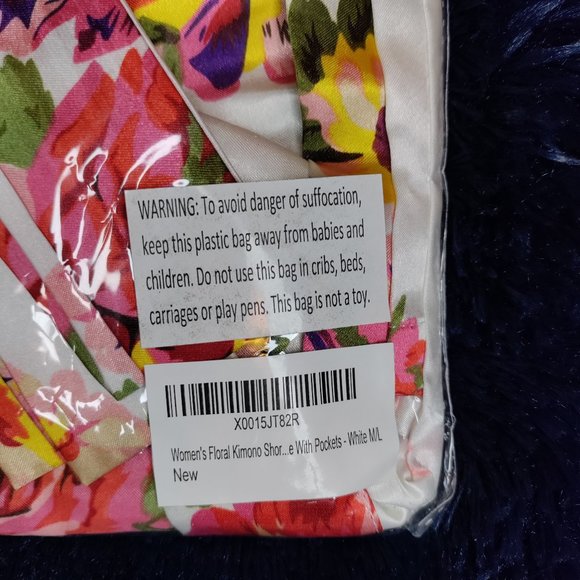 WARNING: To avoid danger of suffocation,
keep this plastic bag away from babies and
children. Do not use this bag in cribs, beds,
carriages or play pens. This bag is not a toy.
X0015JT82R
Women's Floral Kimono Shor...e With Pockets - White M/L
New